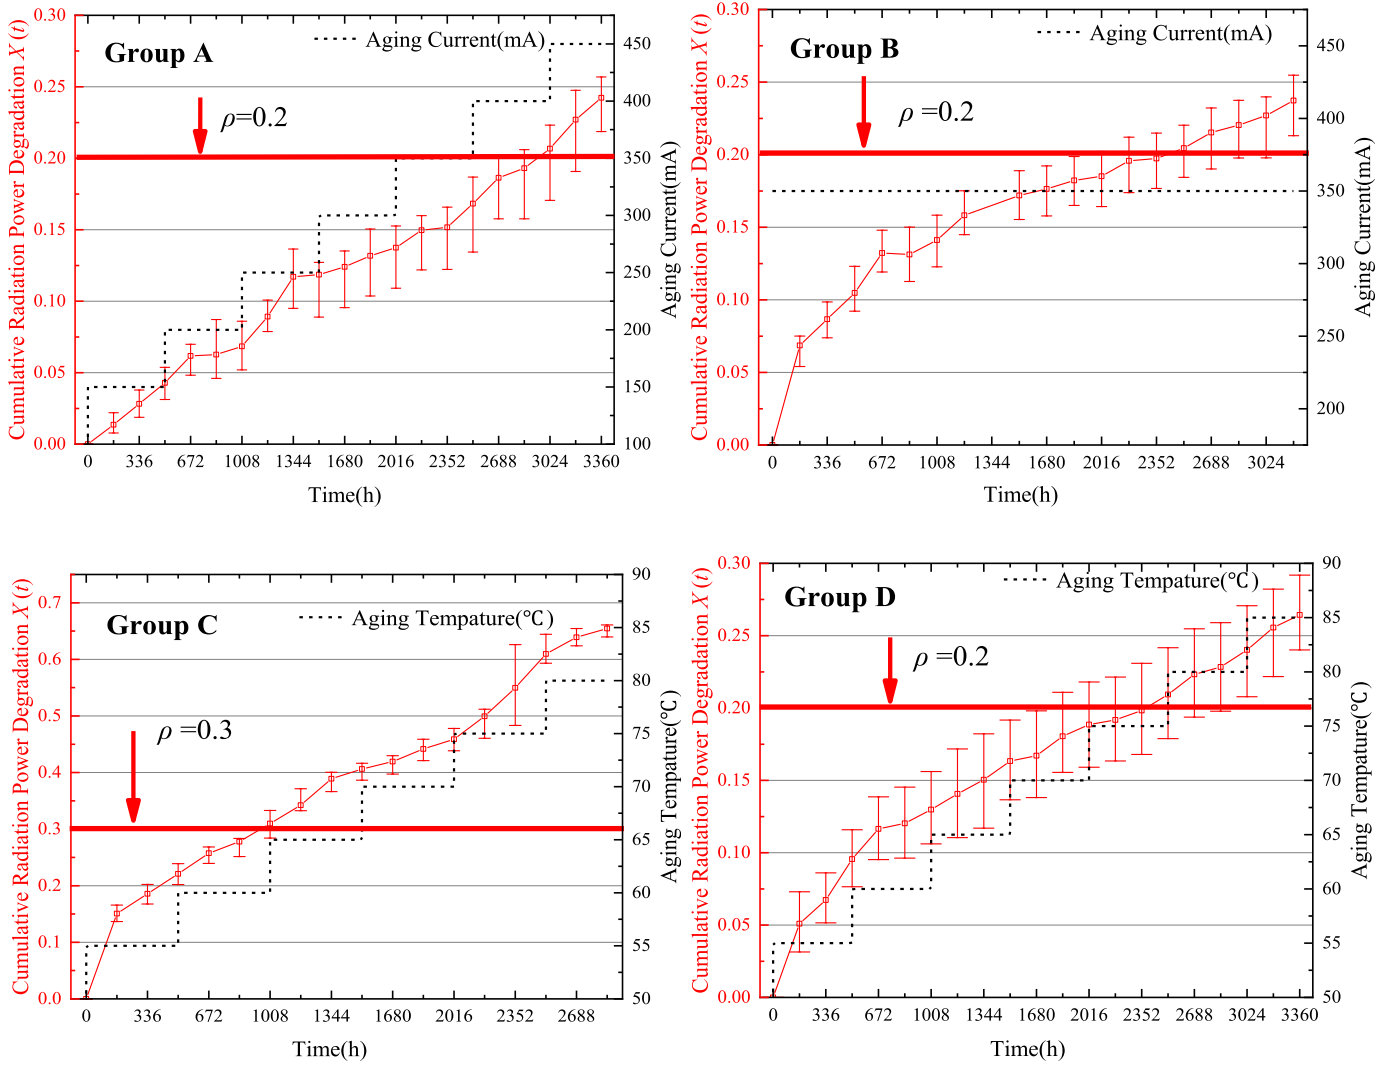 Group A
Aging Current(mA)
ρ=0.2
Cumulative Radiation Power Degradation X (t)
0.30
0.25
0.20
0.15
0.10
0.05
0.00
450
400
350
300
250
200
150
100
Aging Current(mA)
0 336 672 1008 1344 1680 2016 2352 2688 3024 3360
Time(h)
Group B
Aging Current(mA)
ρ =0.2
Cumulative Radiation Power Degradation X (t)
0.30
0.25
0.20
0.15
0.10
0.05
0.00
450
400
350
300
250
200
Aging Current(mA)
0 336 672 1008 1344 1680 2016 2352 2688 3024
Time(h)
Group C
Aging Tempature(°C)
ρ =0.3
Cumulative Radiation Power Degradation X (t)
0.7
0.6
0.5
0.4
0.3
0.2
0.1
0.0
90
85
80
75
70
65
60
55
50
Aging Tempature(°C)
0 336 672 1008 1344 1680 2016 2352 2688
Time(h)
Group D
Aging Tempature(°C)
ρ =0.2
Cumulative Radiation Power Degradation X (t)
0.30
0.25
0.20
0.15
0.10
0.05
0.00
90
85
80
75
70
65
60
55
50
Aging Tempature(°C)
0 336 672 1008 1344 1680 2016 2352 2688 3024 3360
Time(h)